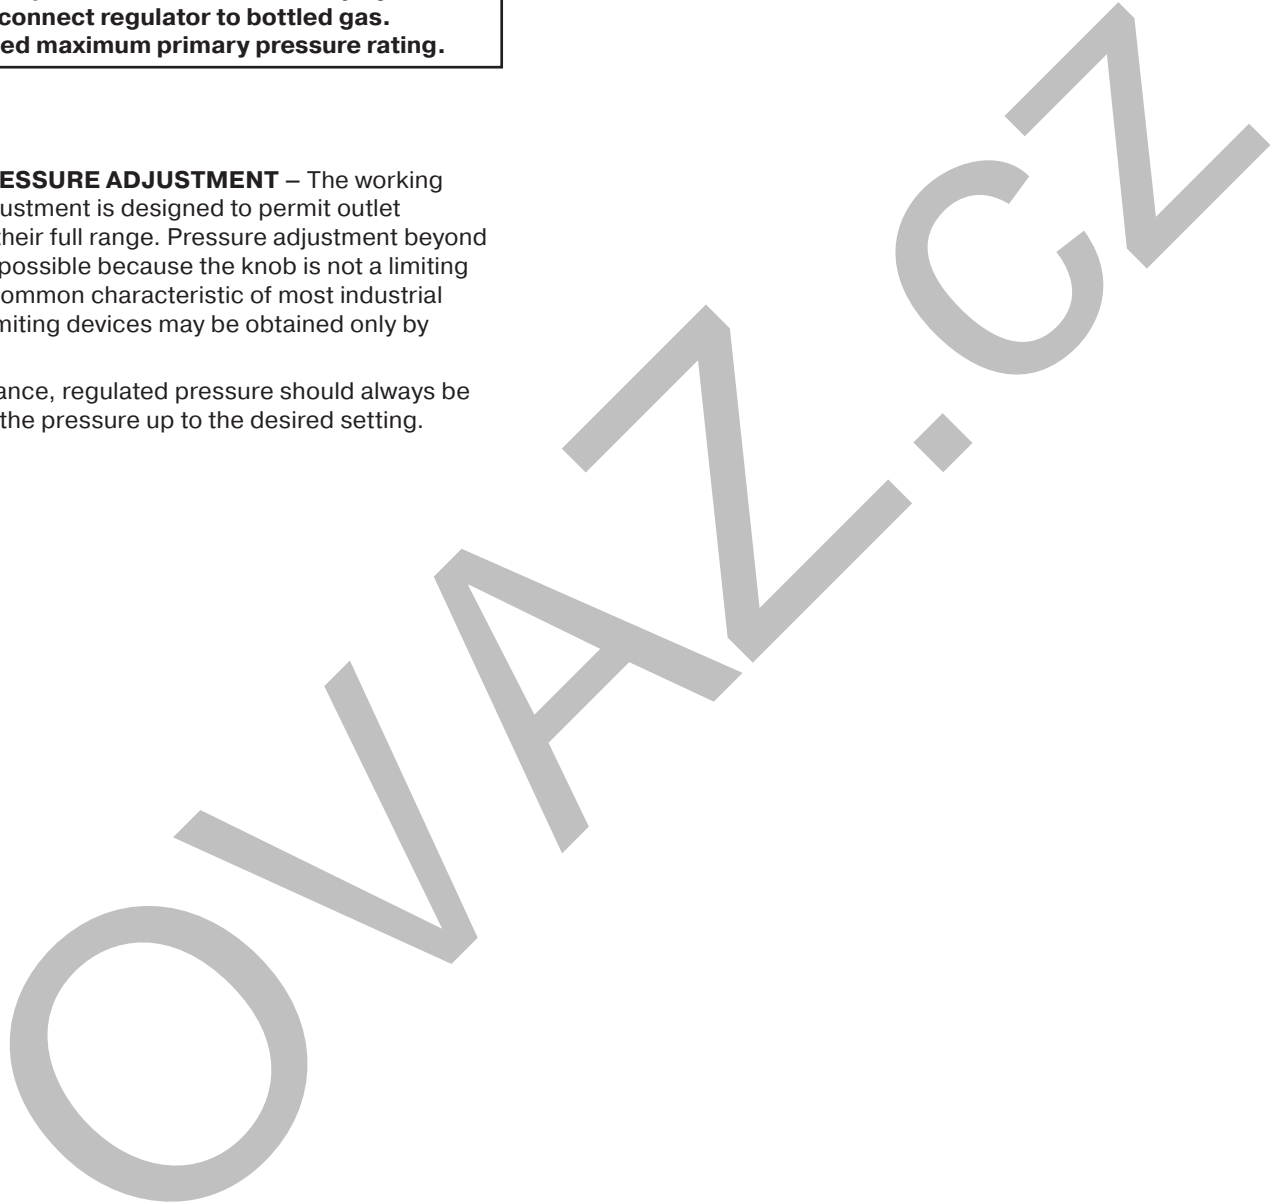 connect regulator to bottled gas.
ed maximum primary pressure rating.
ESSURE ADJUSTMENT – The working
ustment is designed to permit outlet
their full range. Pressure adjustment beyond
possible because the knob is not a limiting
ommon characteristic of most industrial
miting devices may be obtained only by
ance, regulated pressure should always be
the pressure up to the desired setting.
OVAZ.cz